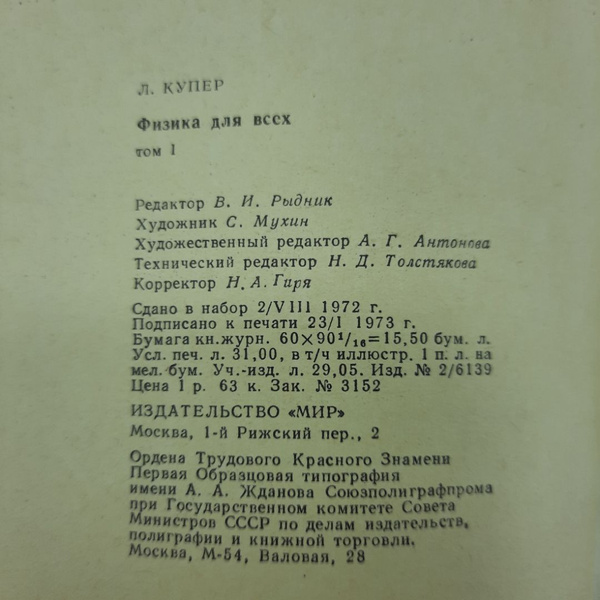 Л. КУПЕР
Физика для всех
том 1
Редактор В. И. Рыдник
Художник С. Мухин
Художественный редактор А. Г. Антонова
Технический редактор Н. Д. Толстякова
Корректор Н. А. Гиря
Сдано в набор 2/VIII 1972 г.
Подписано к печати 23/I 1973 г.
Бумага кн.журн. 60×90¹/₁₆=15,50 бум. л.
Усл. печ. л. 31,00, в т/ч иллюстр. 1 п. л. на
мел. бум. Уч.-изд. л. 29,05. Изд. № 2/6139
Цена 1 р. 63 к. Зак. № 3152
ИЗДАТЕЛЬСТВО «МИР»
Москва, 1-й Рижский пер., 2
Ордена Трудового Красного Знамени
Первая Образцовая типография
имени А. А. Жданова Союзполиграфпрома
при Государственном комитете Совета
Министров СССР по делам издательств,
полиграфии и книжной торговли.
Москва, М-54, Валовая, 28